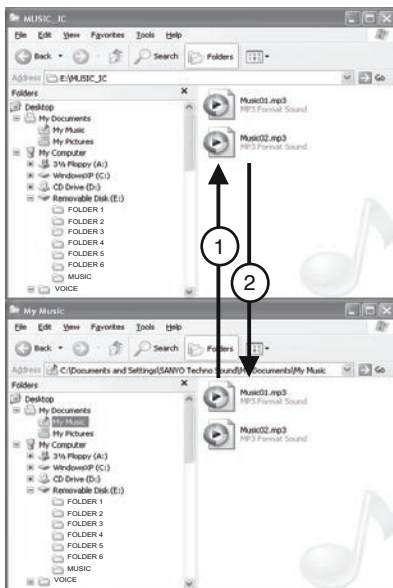 MUSIC_IC
File Edit View Favorites Tools Help
Back Search Folders
Address E:\MUSIC_IC Go
Folders
Desktop
My Documents
My Music
My Pictures
My Computer
3½ Floppy (A:)
WindowsXP (C:)
CD Drive (D:)
Removable Disk (E:)
FOLDER 1
FOLDER 2
FOLDER 3
FOLDER 4
FOLDER 5
FOLDER 6
MUSIC
VOICE
Music01.mp3
MP3 Format Sound
Music02.mp3
MP3 Format Sound
1
2
My Music
File Edit View Favorites Tools Help
Back Search Folders
Address C:\Documents and Settings\SANYO Techno Sound\My Documents\My Music Go
Folders
Desktop
My Documents
My Music
My Pictures
My Computer
3½ Floppy (A:)
WindowsXP (C:)
CD Drive (D:)
Removable Disk (E:)
FOLDER 1
FOLDER 2
FOLDER 3
FOLDER 4
FOLDER 5
FOLDER 6
MUSIC
VOICE
Music01.mp3
MP3 Format Sound
Music02.mp3
MP3 Format Sound